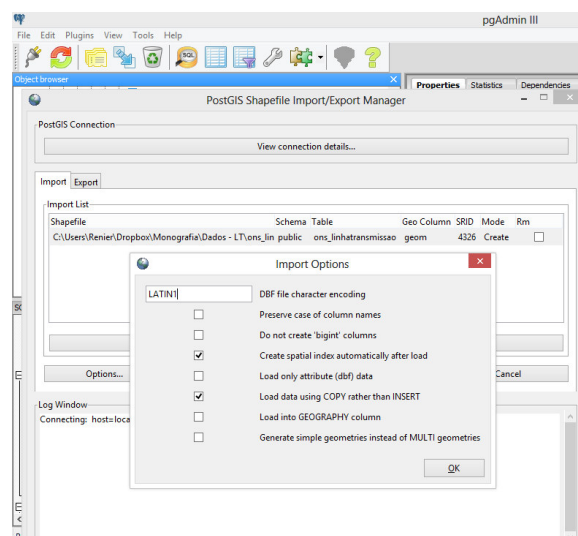 pgAdmin III
File Edit Plugins View Tools Help
SQL
Object browser
Properties Statistics Dependencies
PostGIS Shapefile Import/Export Manager
PostGIS Connection
View connection details...
Import Export
Import List
Shapefile Schema Table Geo Column SRID Mode Rm
C:\Users\Renier\Dropbox\Monografia\Dados - LT\ons_lin public ons_linhatransmissao geom 4326 Create
Import Options
LATIN1 DBF file character encoding
Preserve case of column names
Do not create 'bigint' columns
Create spatial index automatically after load
Load only attribute (dbf) data
Load data using COPY rather than INSERT
Load into GEOGRAPHY column
Generate simple geometries instead of MULTI geometries
OK
Options... Cancel
Log Window
Connecting: host=loca